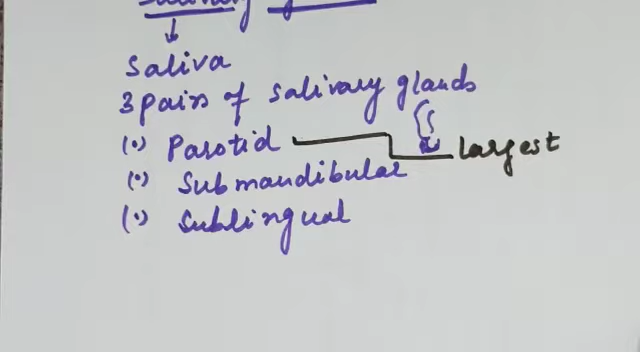 Saliva
3 pairs of salivary glands
(•) Parotid largest
(•) Submandibular
(•) Sublingual